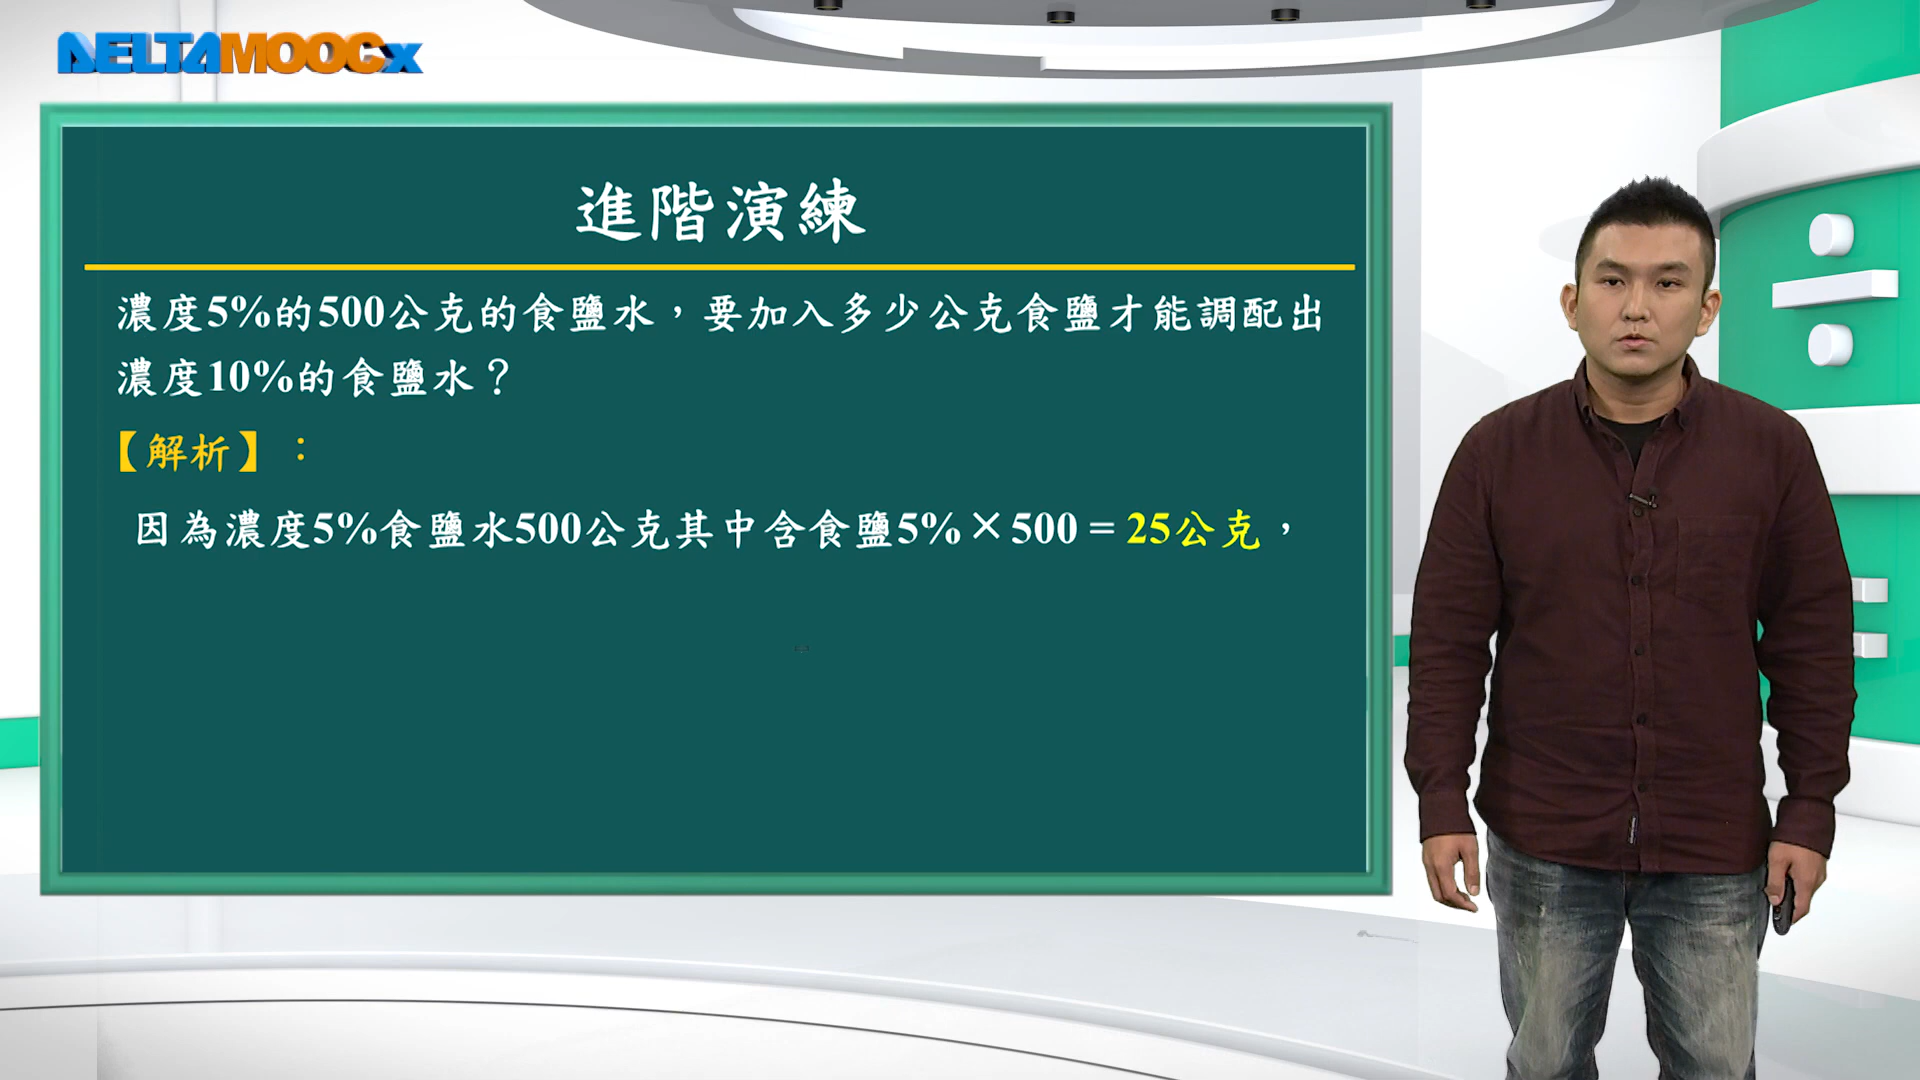 DELTAMOOCx
進階演練
濃度5%的500公克的食鹽水，要加入多少公克食鹽才能調配出
濃度10%的食鹽水？
【解析】：
因為濃度5%食鹽水500公克其中含食鹽5%×500 = 25公克，